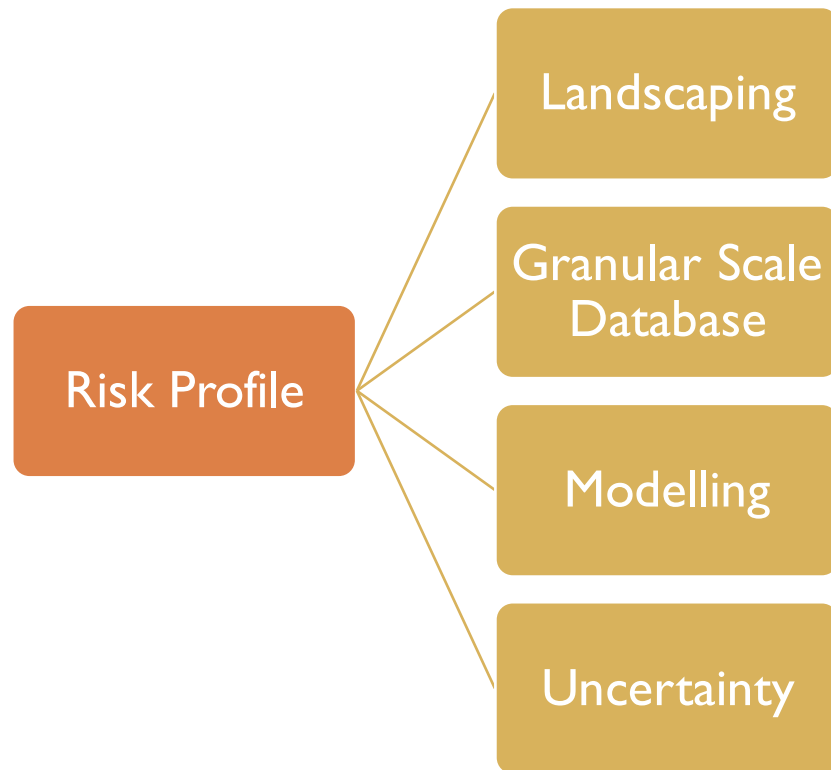 Landscaping
Granular Scale
Database
Risk Profile
Modelling
Uncertainty